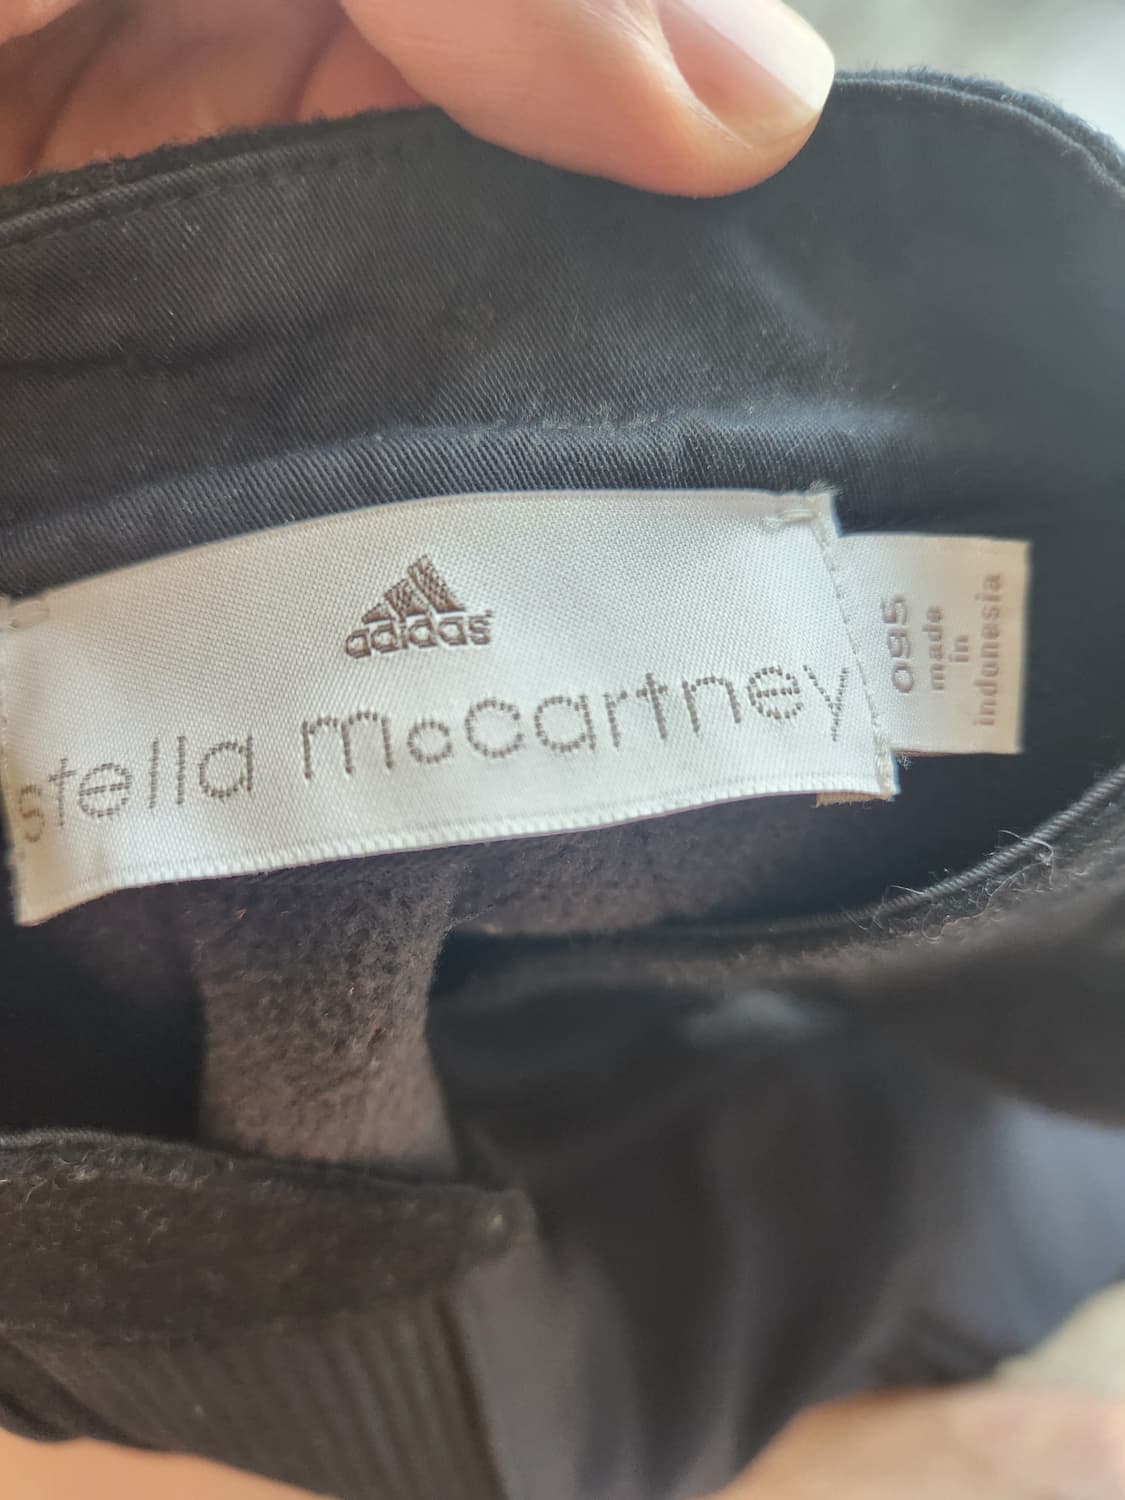 adidas
stella mccartney
095
made
in
indonesia